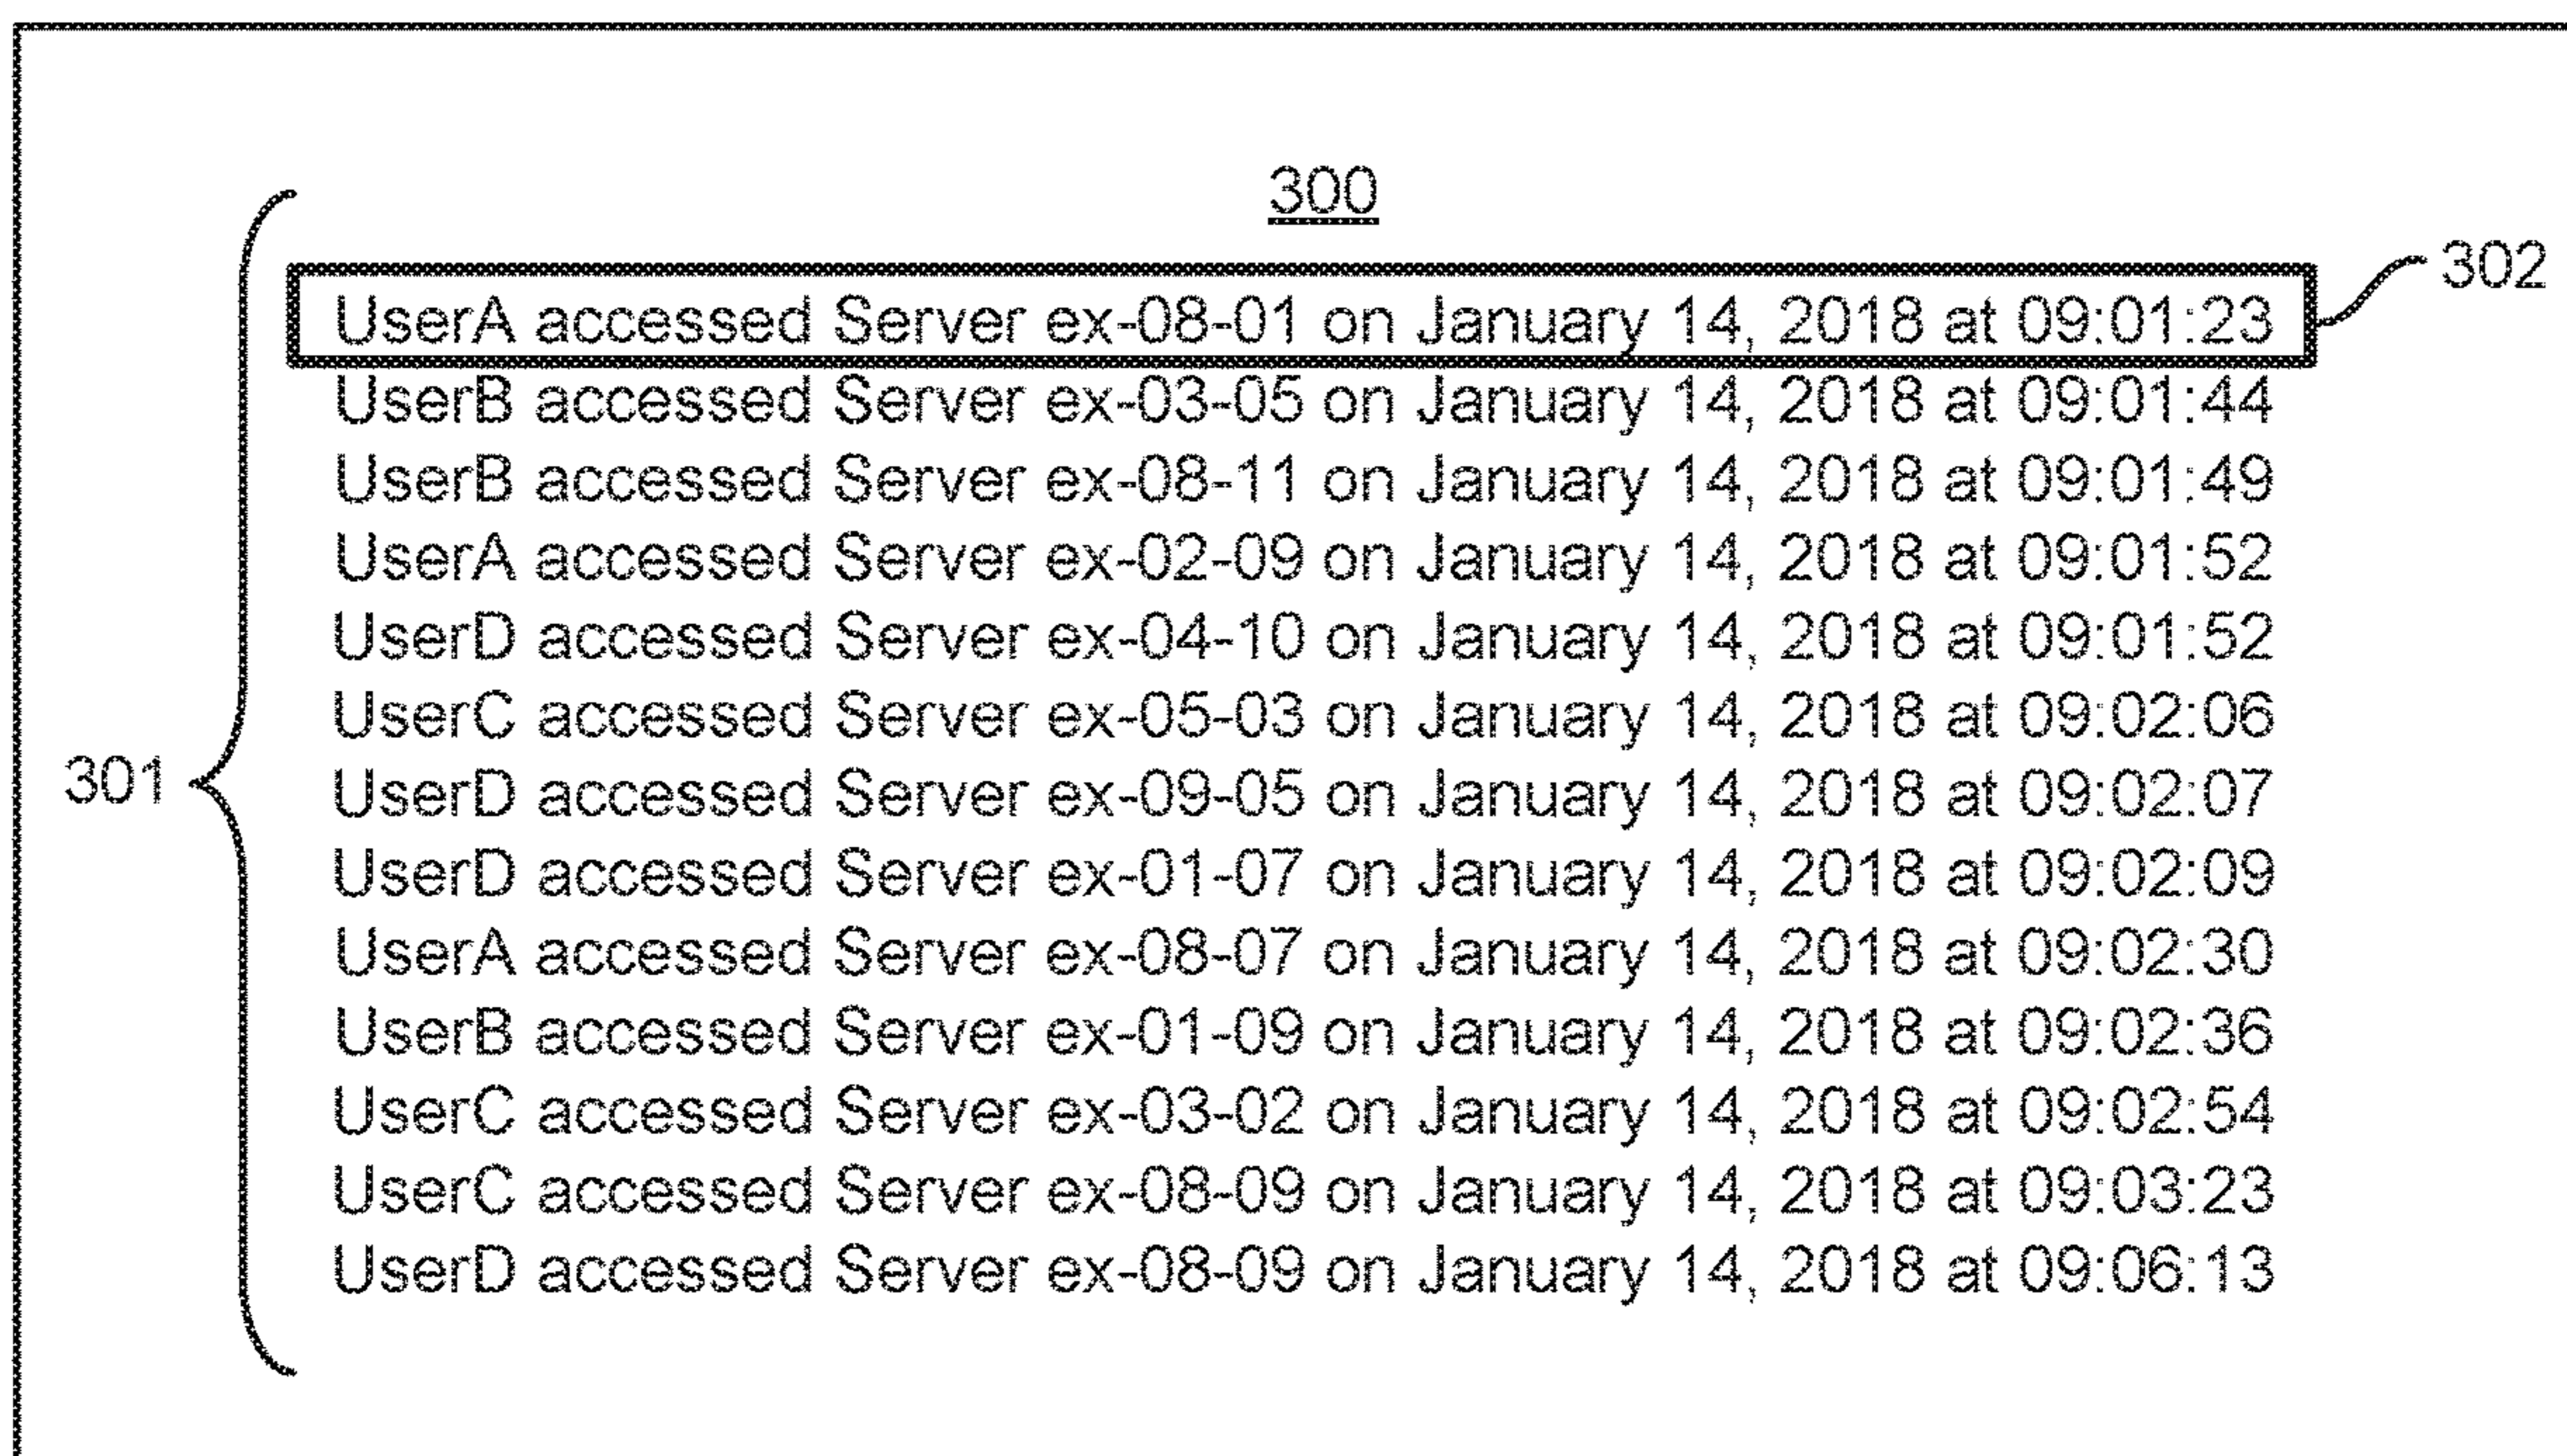 300
302
UserA accessed Server ex-08-01 on January 14, 2018 at 09:01:23
UserB accessed Server ex-03-05 on January 14, 2018 at 09:01:44
UserB accessed Server ex-08-11 on January 14, 2018 at 09:01:49
UserA accessed Server ex-02-09 on January 14, 2018 at 09:01:52
UserD accessed Server ex-04-10 on January 14, 2018 at 09:01:52
UserC accessed Server ex-05-03 on January 14, 2018 at 09:02:06
301
UserD accessed Server ex-09-05 on January 14, 2018 at 09:02:07
UserD accessed Server ex-01-07 on January 14, 2018 at 09:02:09
UserA accessed Server ex-08-07 on January 14, 2018 at 09:02:30
UserB accessed Server ex-01-09 on January 14, 2018 at 09:02:36
UserC accessed Server ex-03-02 on January 14, 2018 at 09:02:54
UserC accessed Server ex-08-09 on January 14, 2018 at 09:03:23
UserD accessed Server ex-08-09 on January 14, 2018 at 09:06:13